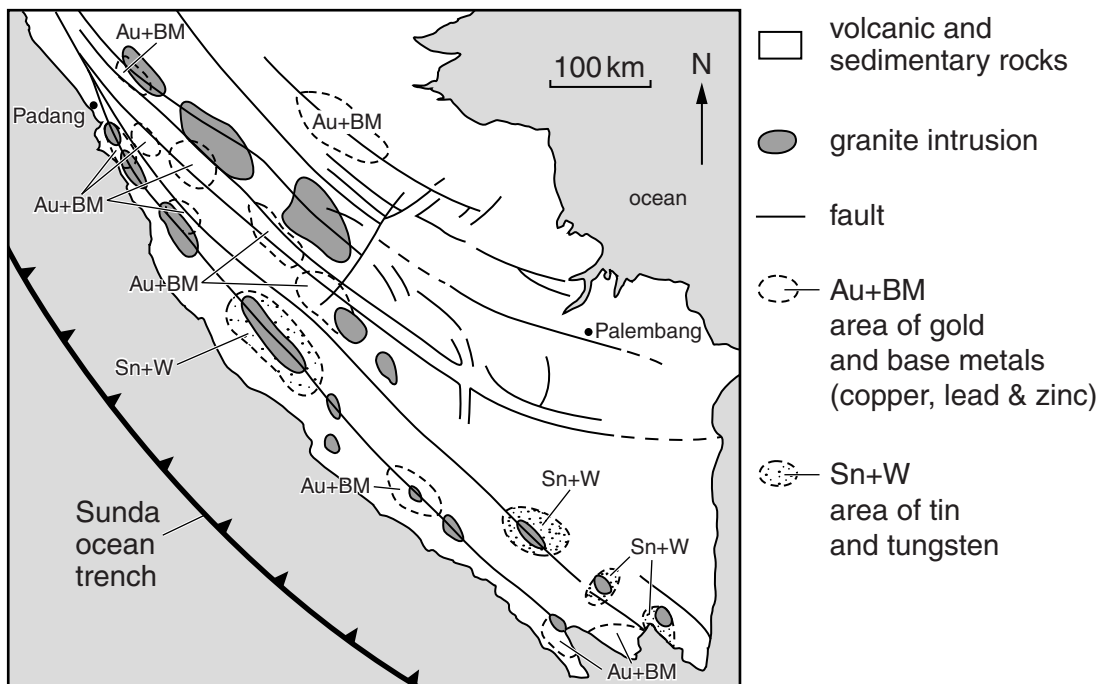 Au+BM
Padang
Au+BM
Au+BM
Au+BM
Sn+W
Au+BM
Sn+W
Sn+W
Au+BM
Sunda
ocean
trench
100 km
N
ocean
Palembang
volcanic and
sedimentary rocks
granite intrusion
fault
Au+BM
area of gold
and base metals
(copper, lead & zinc)
Sn+W
area of tin
and tungsten